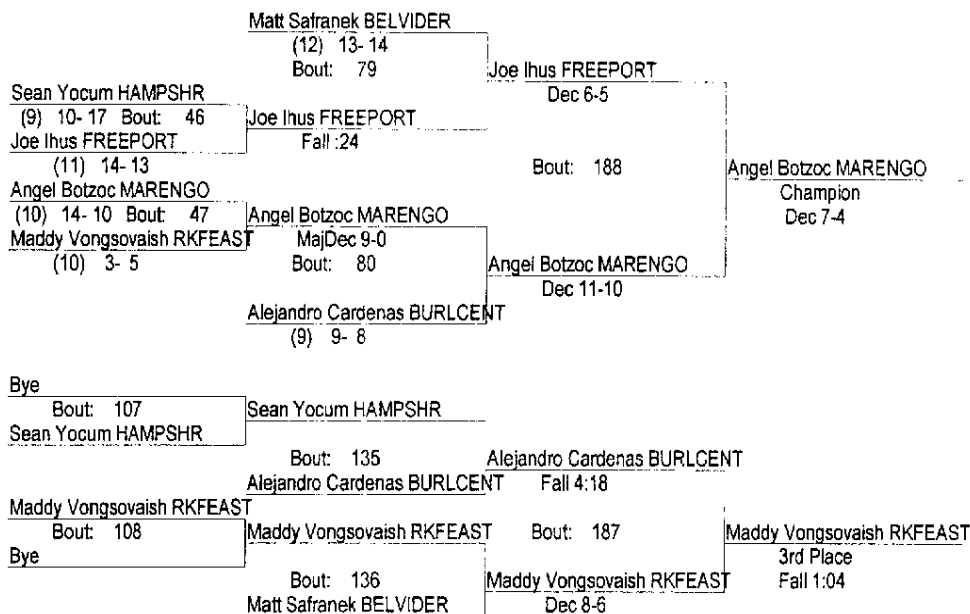 Matt Safranek BELVIDER
(12) 13- 14
Bout: 79
Joe Ihus FREEPORT
Dec 6-5
Sean Yocum HAMPSHR
(9) 10- 17 Bout: 46
Joe Ihus FREEPORT
Fall :24
Joe Ihus FREEPORT
(11) 14- 13
Bout: 188
Angel Botzoc MARENGO
Champion
Dec 7-4
Angel Botzoc MARENGO
(10) 14- 10 Bout: 47
Angel Botzoc MARENGO
MajDec 9-0
Maddy Vongsovaish RKFEAST
(10) 3- 5
Bout: 80
Angel Botzoc MARENGO
Dec 11-10
Alejandro Cardenas BURLCENT
(9) 9- 8
Bye
Bout: 107
Sean Yocum HAMPSHR
Sean Yocum HAMPSHR
Bout: 135
Alejandro Cardenas BURLCENT
Alejandro Cardenas BURLCENT
Fall 4:18
Maddy Vongsovaish RKFEAST
Bout: 108
Maddy Vongsovaish RKFEAST
Bye
Bout: 187
Maddy Vongsovaish RKFEAST
3rd Place
Fall 1:04
Bout: 136
Maddy Vongsovaish RKFEAST
Dec 8-6
Matt Safranek BELVIDER